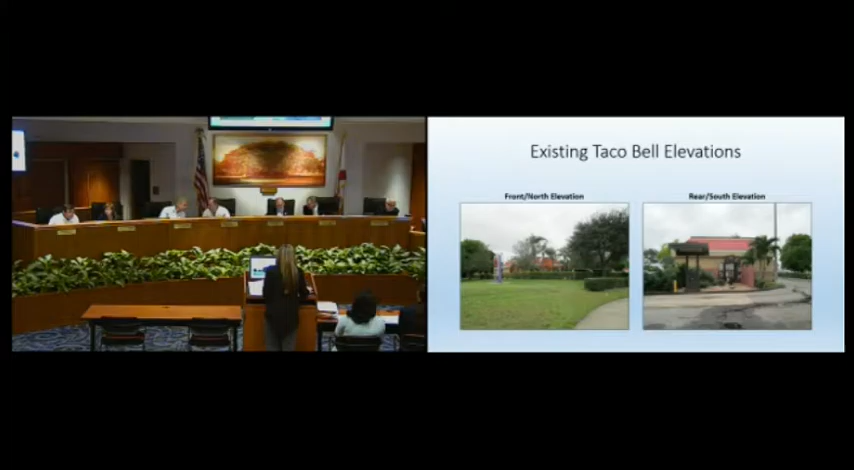 Existing Taco Bell Elevations
Front/North Elevation
Rear/South Elevation